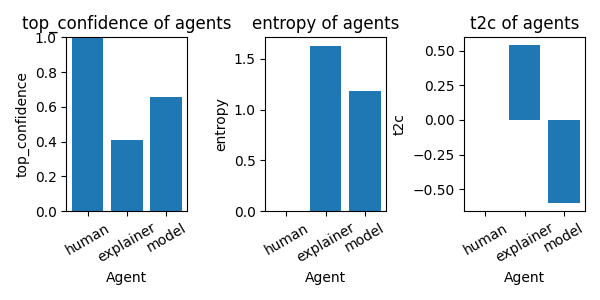 top_confidence of agents
entropy of agents
t2c of agents
top_confidence
1.0
0.8
0.6
0.4
0.2
0.0
human
explainer
model
Agent
entropy
1.5
1.0
0.5
0.0
human
explainer
model
Agent
t2c
0.50
0.25
0.00
−0.25
−0.50
human
explainer
model
Agent